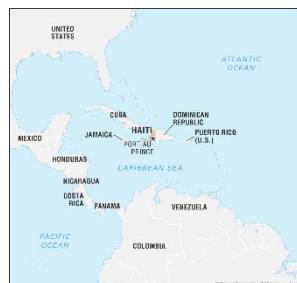 UNITED
STATES
ATLANTIC
OCEAN
CUBA
DOMINICAN
REPUBLIC
HAITI
MEXICO
JAMAICA
PORT-AU-
PRINCE
PUERTO RICO
(U.S.)
HONDURAS
CARIBBEAN SEA
NICARAGUA
COSTA
RICA
PANAMA
VENEZUELA
PACIFIC
OCEAN
COLOMBIA